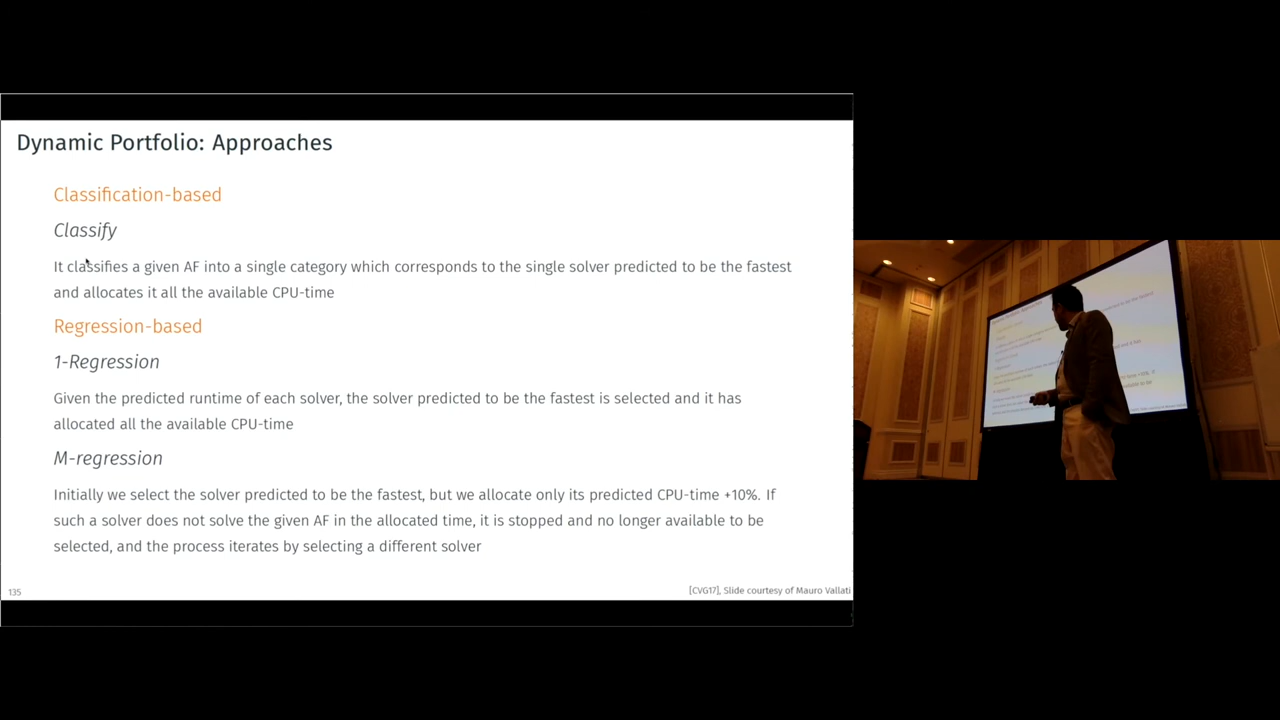 Dynamic Portfolio: Approaches
Classification-based
Classify
It classifies a given AF into a single category which corresponds to the single solver predicted to be the fastest
and allocates it all the available CPU-time
Regression-based
1-Regression
Given the predicted runtime of each solver, the solver predicted to be the fastest is selected and it has
allocated all the available CPU-time
M-regression
Initially we select the solver predicted to be the fastest, but we allocate only its predicted CPU-time +10%. If
such a solver does not solve the given AF in the allocated time, it is stopped and no longer available to be
selected, and the process iterates by selecting a different solver
135
[CVG17], Slide courtesy of Mauro Vallati